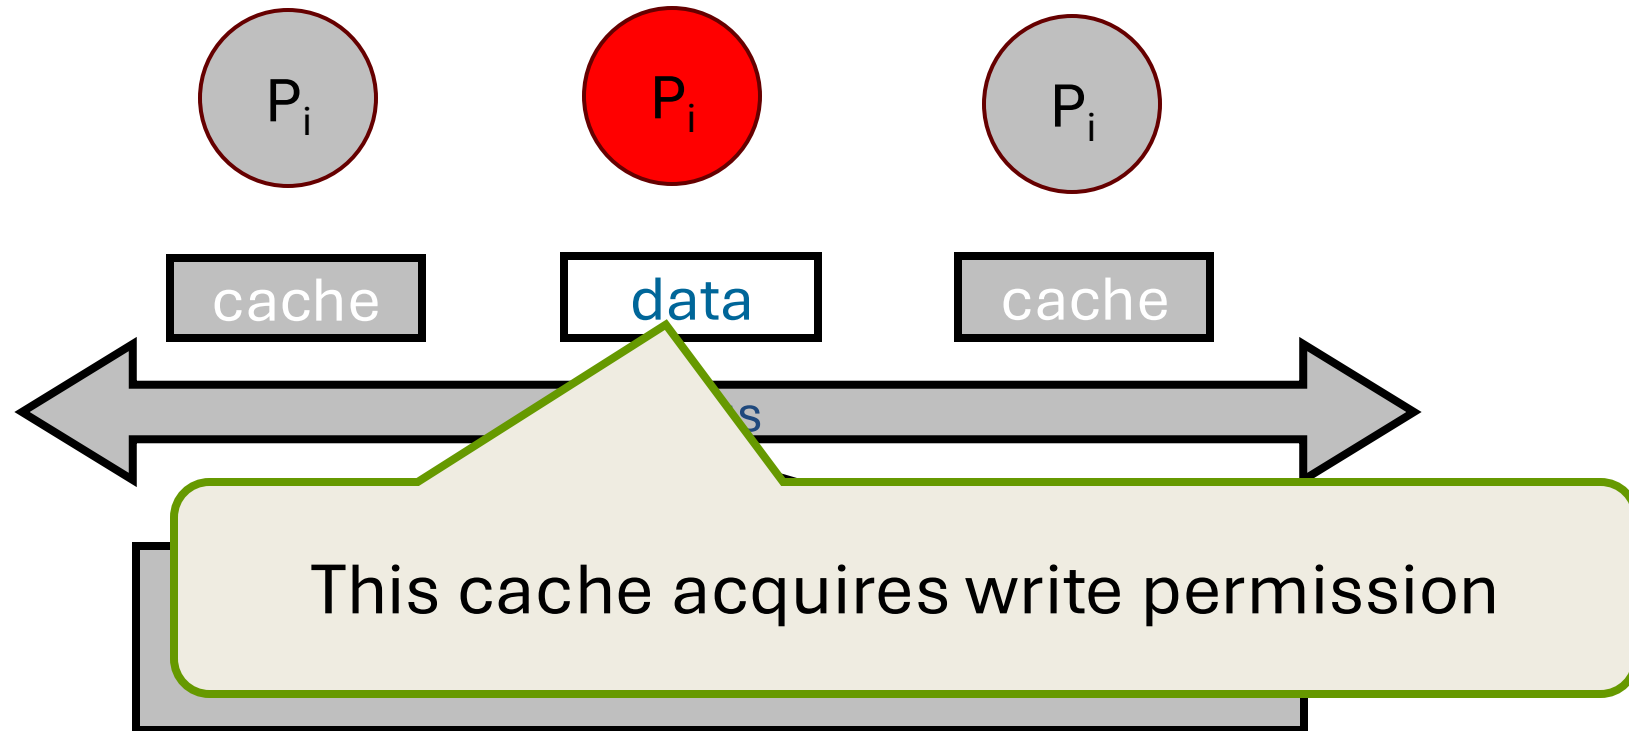 Pi Pi Pi
cache data cache
s
This cache acquires write permission